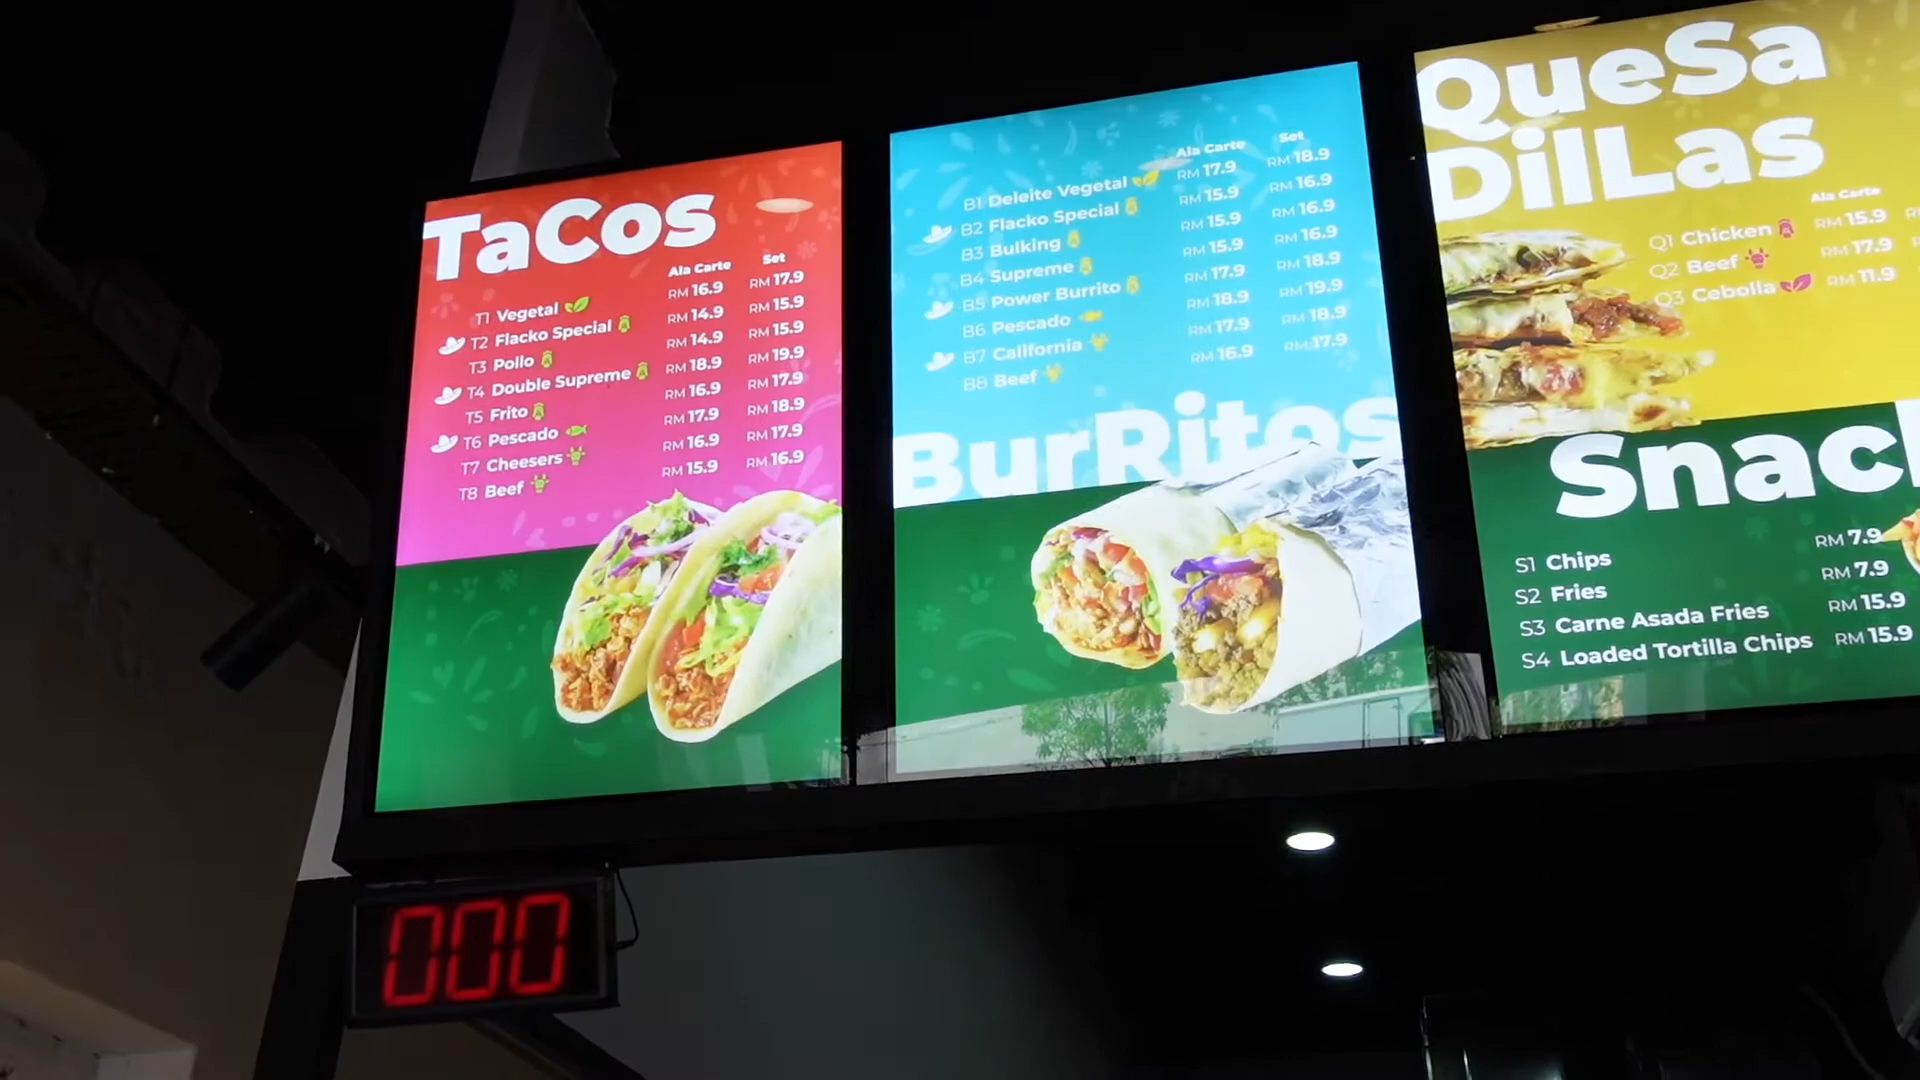 TaCos
Ala Carte Set
T1 Vegetal RM 16.9 RM 17.9
T2 Flacko Special RM 14.9 RM 15.9
T3 Pollo RM 14.9 RM 15.9
T4 Double Supreme RM 18.9 RM 19.9
T5 Frito RM 16.9 RM 17.9
T6 Pescado RM 17.9 RM 18.9
T7 Cheesers RM 16.9 RM 17.9
T8 Beef RM 15.9 RM 16.9
Ala Carte Set
B1 Deleite Vegetal RM 17.9 RM 18.9
B2 Flacko Special RM 15.9 RM 16.9
B3 Bulking RM 15.9 RM 16.9
B4 Supreme RM 15.9 RM 16.9
B5 Power Burrito RM 17.9 RM 18.9
B6 Pescado RM 18.9 RM 19.9
B7 California RM 17.9 RM 18.9
B8 Beef RM 16.9 RM 17.9
BurRitos
QueSa
DilLas
Ala Carte
Q1 Chicken RM 15.9
Q2 Beef RM 17.9
Q3 Cebolla RM 11.9
Snac
S1 Chips RM 7.9
S2 Fries RM 7.9
S3 Carne Asada Fries RM 15.9
S4 Loaded Tortilla Chips RM 15.9
000